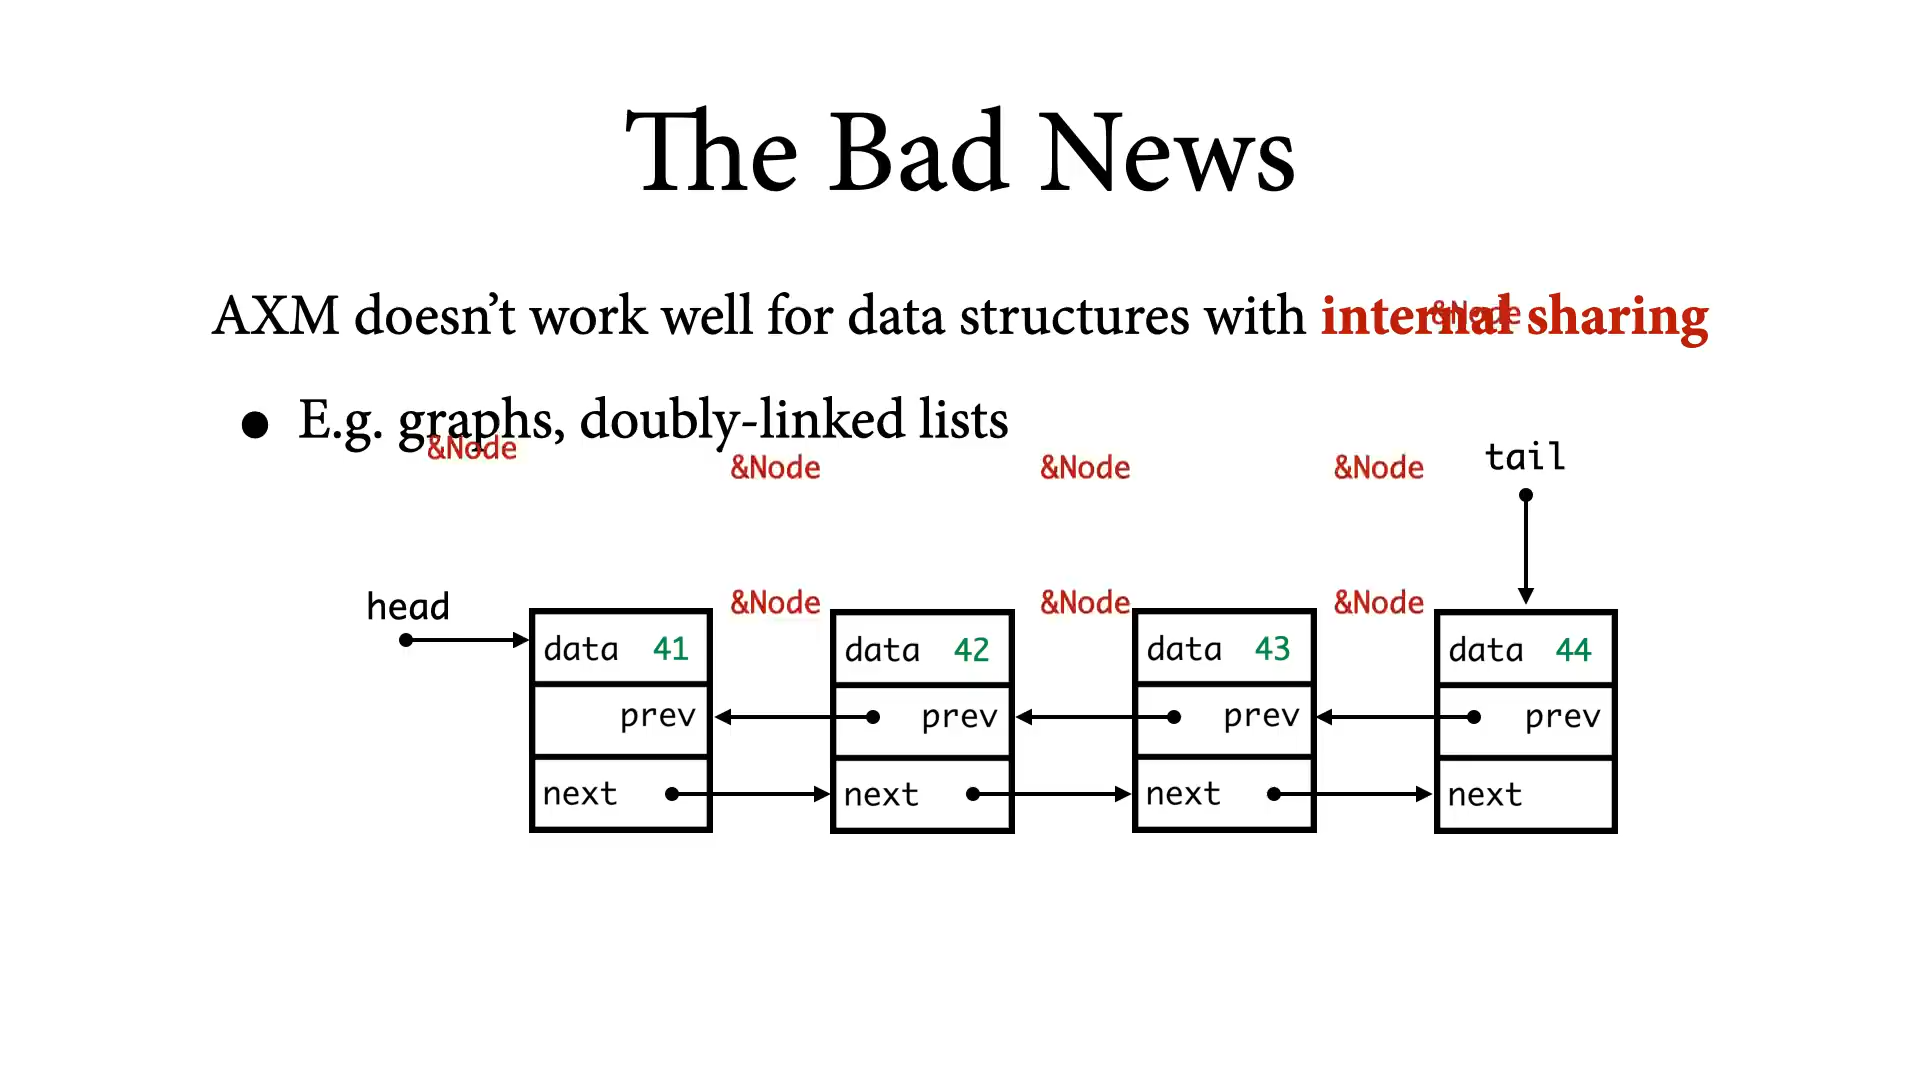 The Bad News
AXM doesn’t work well for data structures with internal sharing
&Node
• E.g. graphs, doubly-linked lists
&Node
&Node &Node &Node
tail
head
&Node &Node &Node
data 41 data 42 data 43 data 44
prev prev prev prev
next next next next